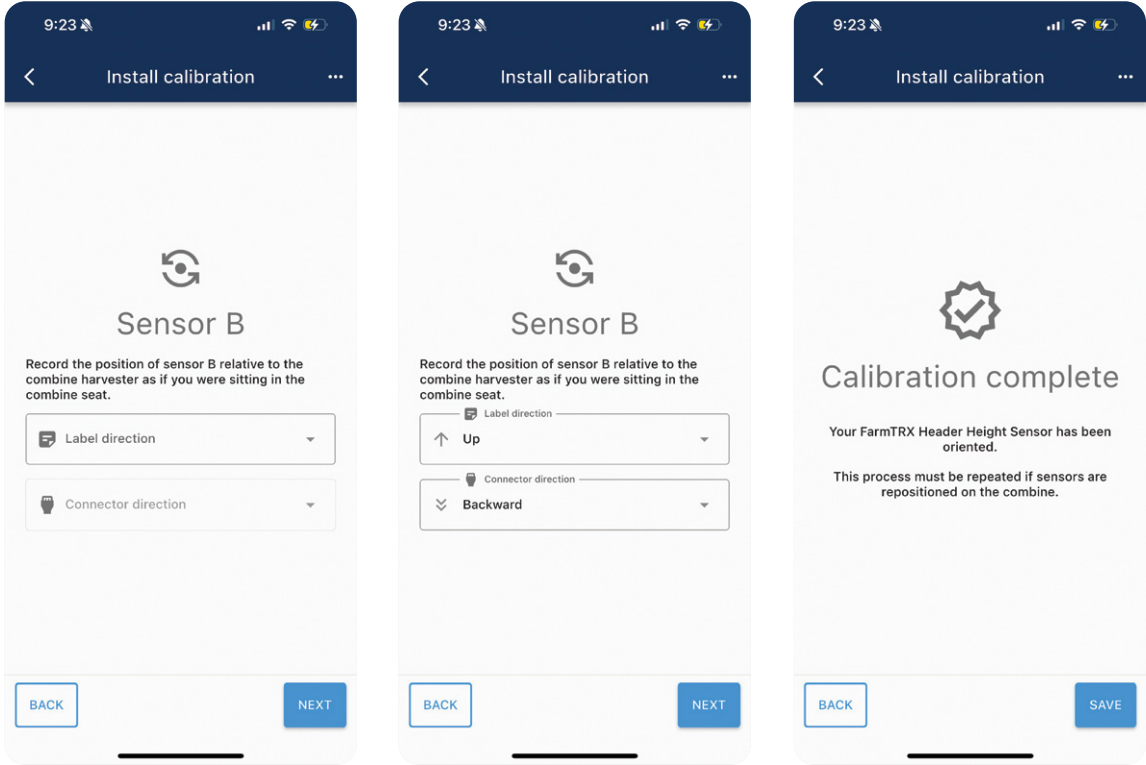 9:23
Install calibration
Sensor B
Record the position of sensor B relative to the
combine harvester as if you were sitting in the
combine seat.
Label direction
Connector direction
BACK
NEXT
9:23
Install calibration
Sensor B
Record the position of sensor B relative to the
combine harvester as if you were sitting in the
combine seat.
Label direction
Up
Connector direction
Backward
BACK
NEXT
9:23
Install calibration
Calibration complete
Your FarmTRX Header Height Sensor has been
oriented.
This process must be repeated if sensors are
repositioned on the combine.
BACK
SAVE